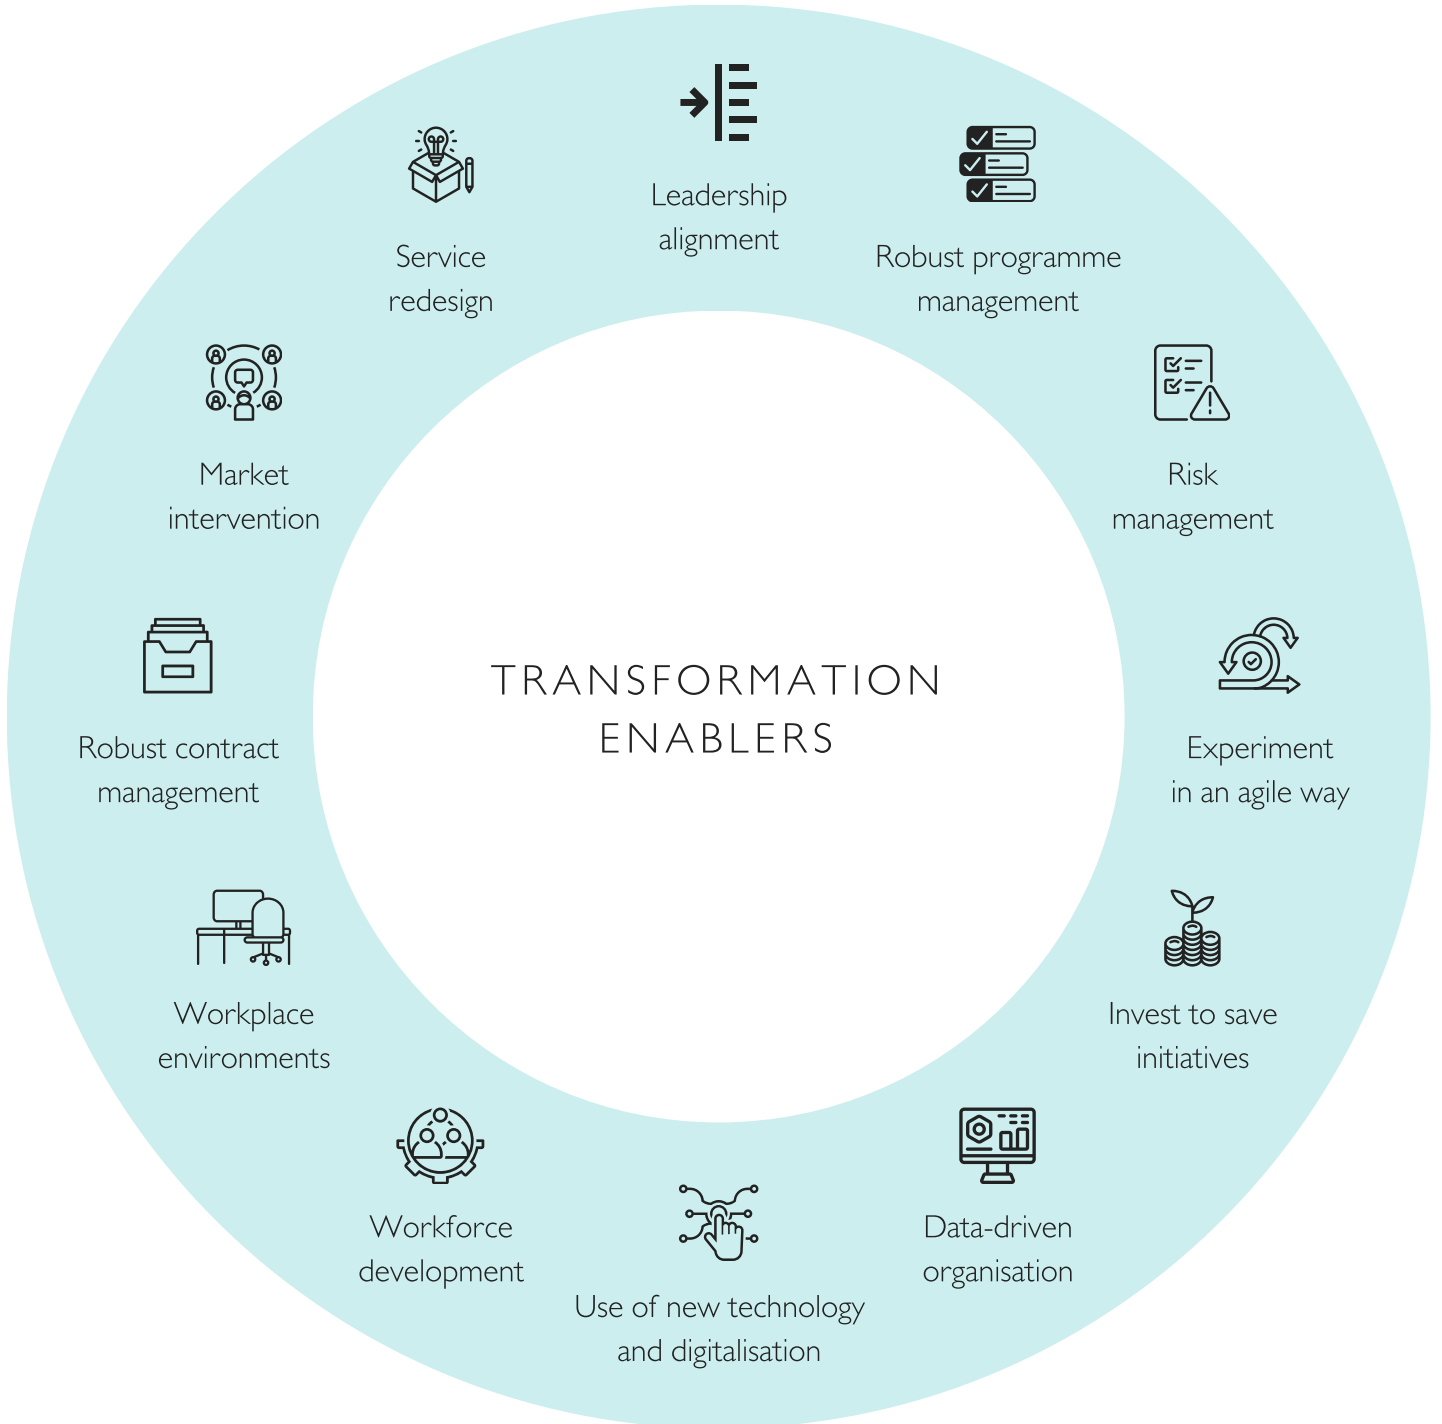 Leadership
alignment
Robust programme
management
Risk
management
Experiment
in an agile way
Invest to save
initiatives
Data-driven
organisation
Use of new technology
and digitalisation
Workforce
development
Workplace
environments
Robust contract
management
Market
intervention
Service
redesign
TRANSFORMATION
ENABLERS